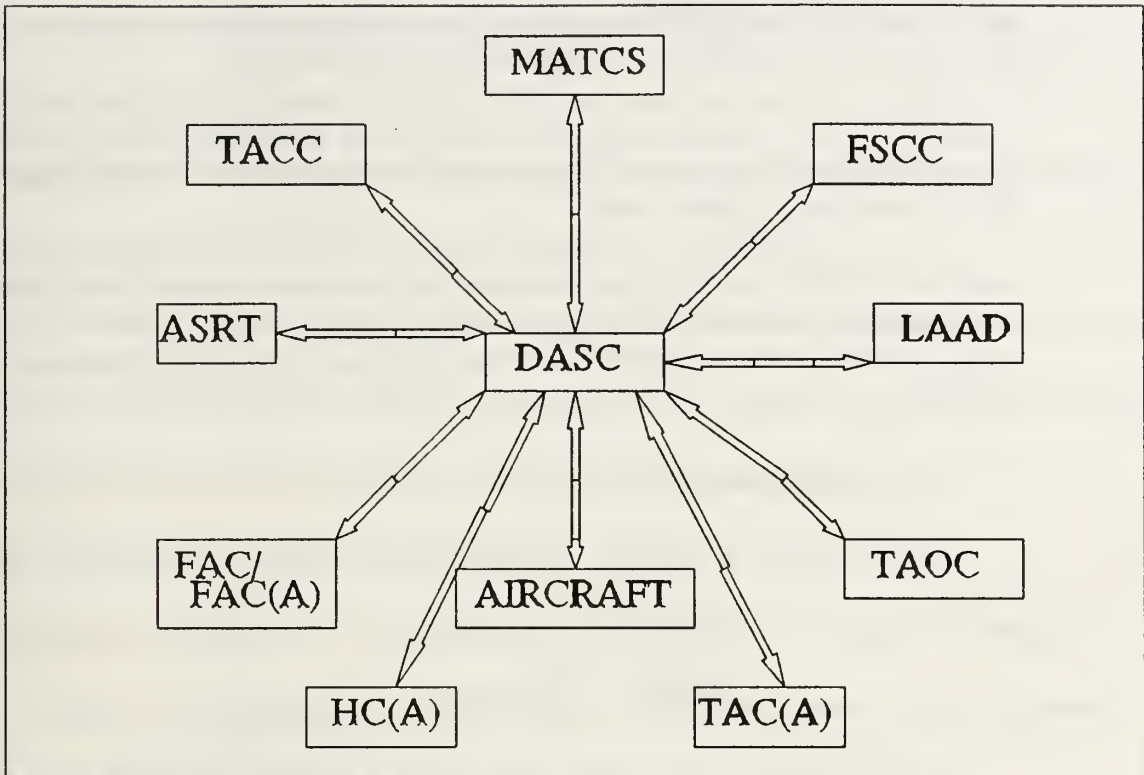 MATCS
TACC
FSCC
ASRT
LAAD
DASC
FAC/
FAC(A)
AIRCRAFT
TAOC
HC(A)
TAC(A)